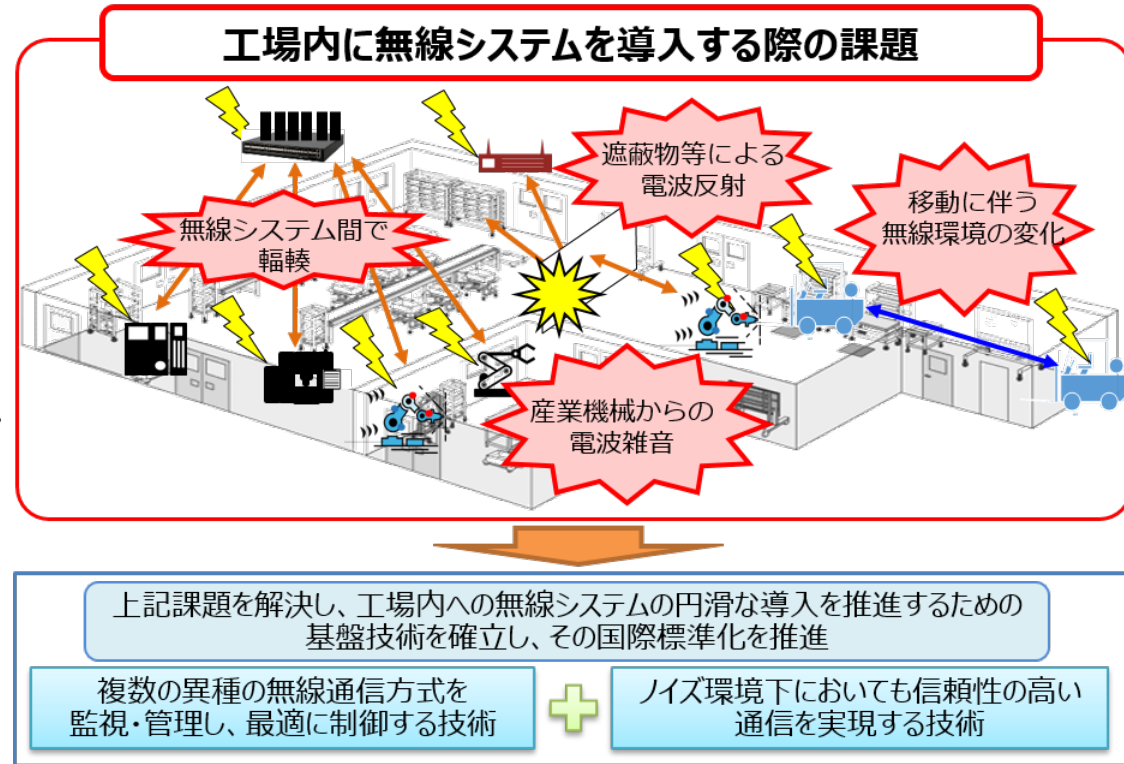 工場内に無線システムを導入する際の課題
遮蔽物等による
電波反射
移動に伴う
無線環境の変化
無線システム間で
輻輳
産業機械からの
電波雑音
上記課題を解決し、工場内への無線システムの円滑な導入を推進するための
基盤技術を確立し、その国際標準化を推進
複数の異種の無線通信方式を
監視・管理し、最適に制御する技術
ノイズ環境下においても信頼性の高い
通信を実現する技術